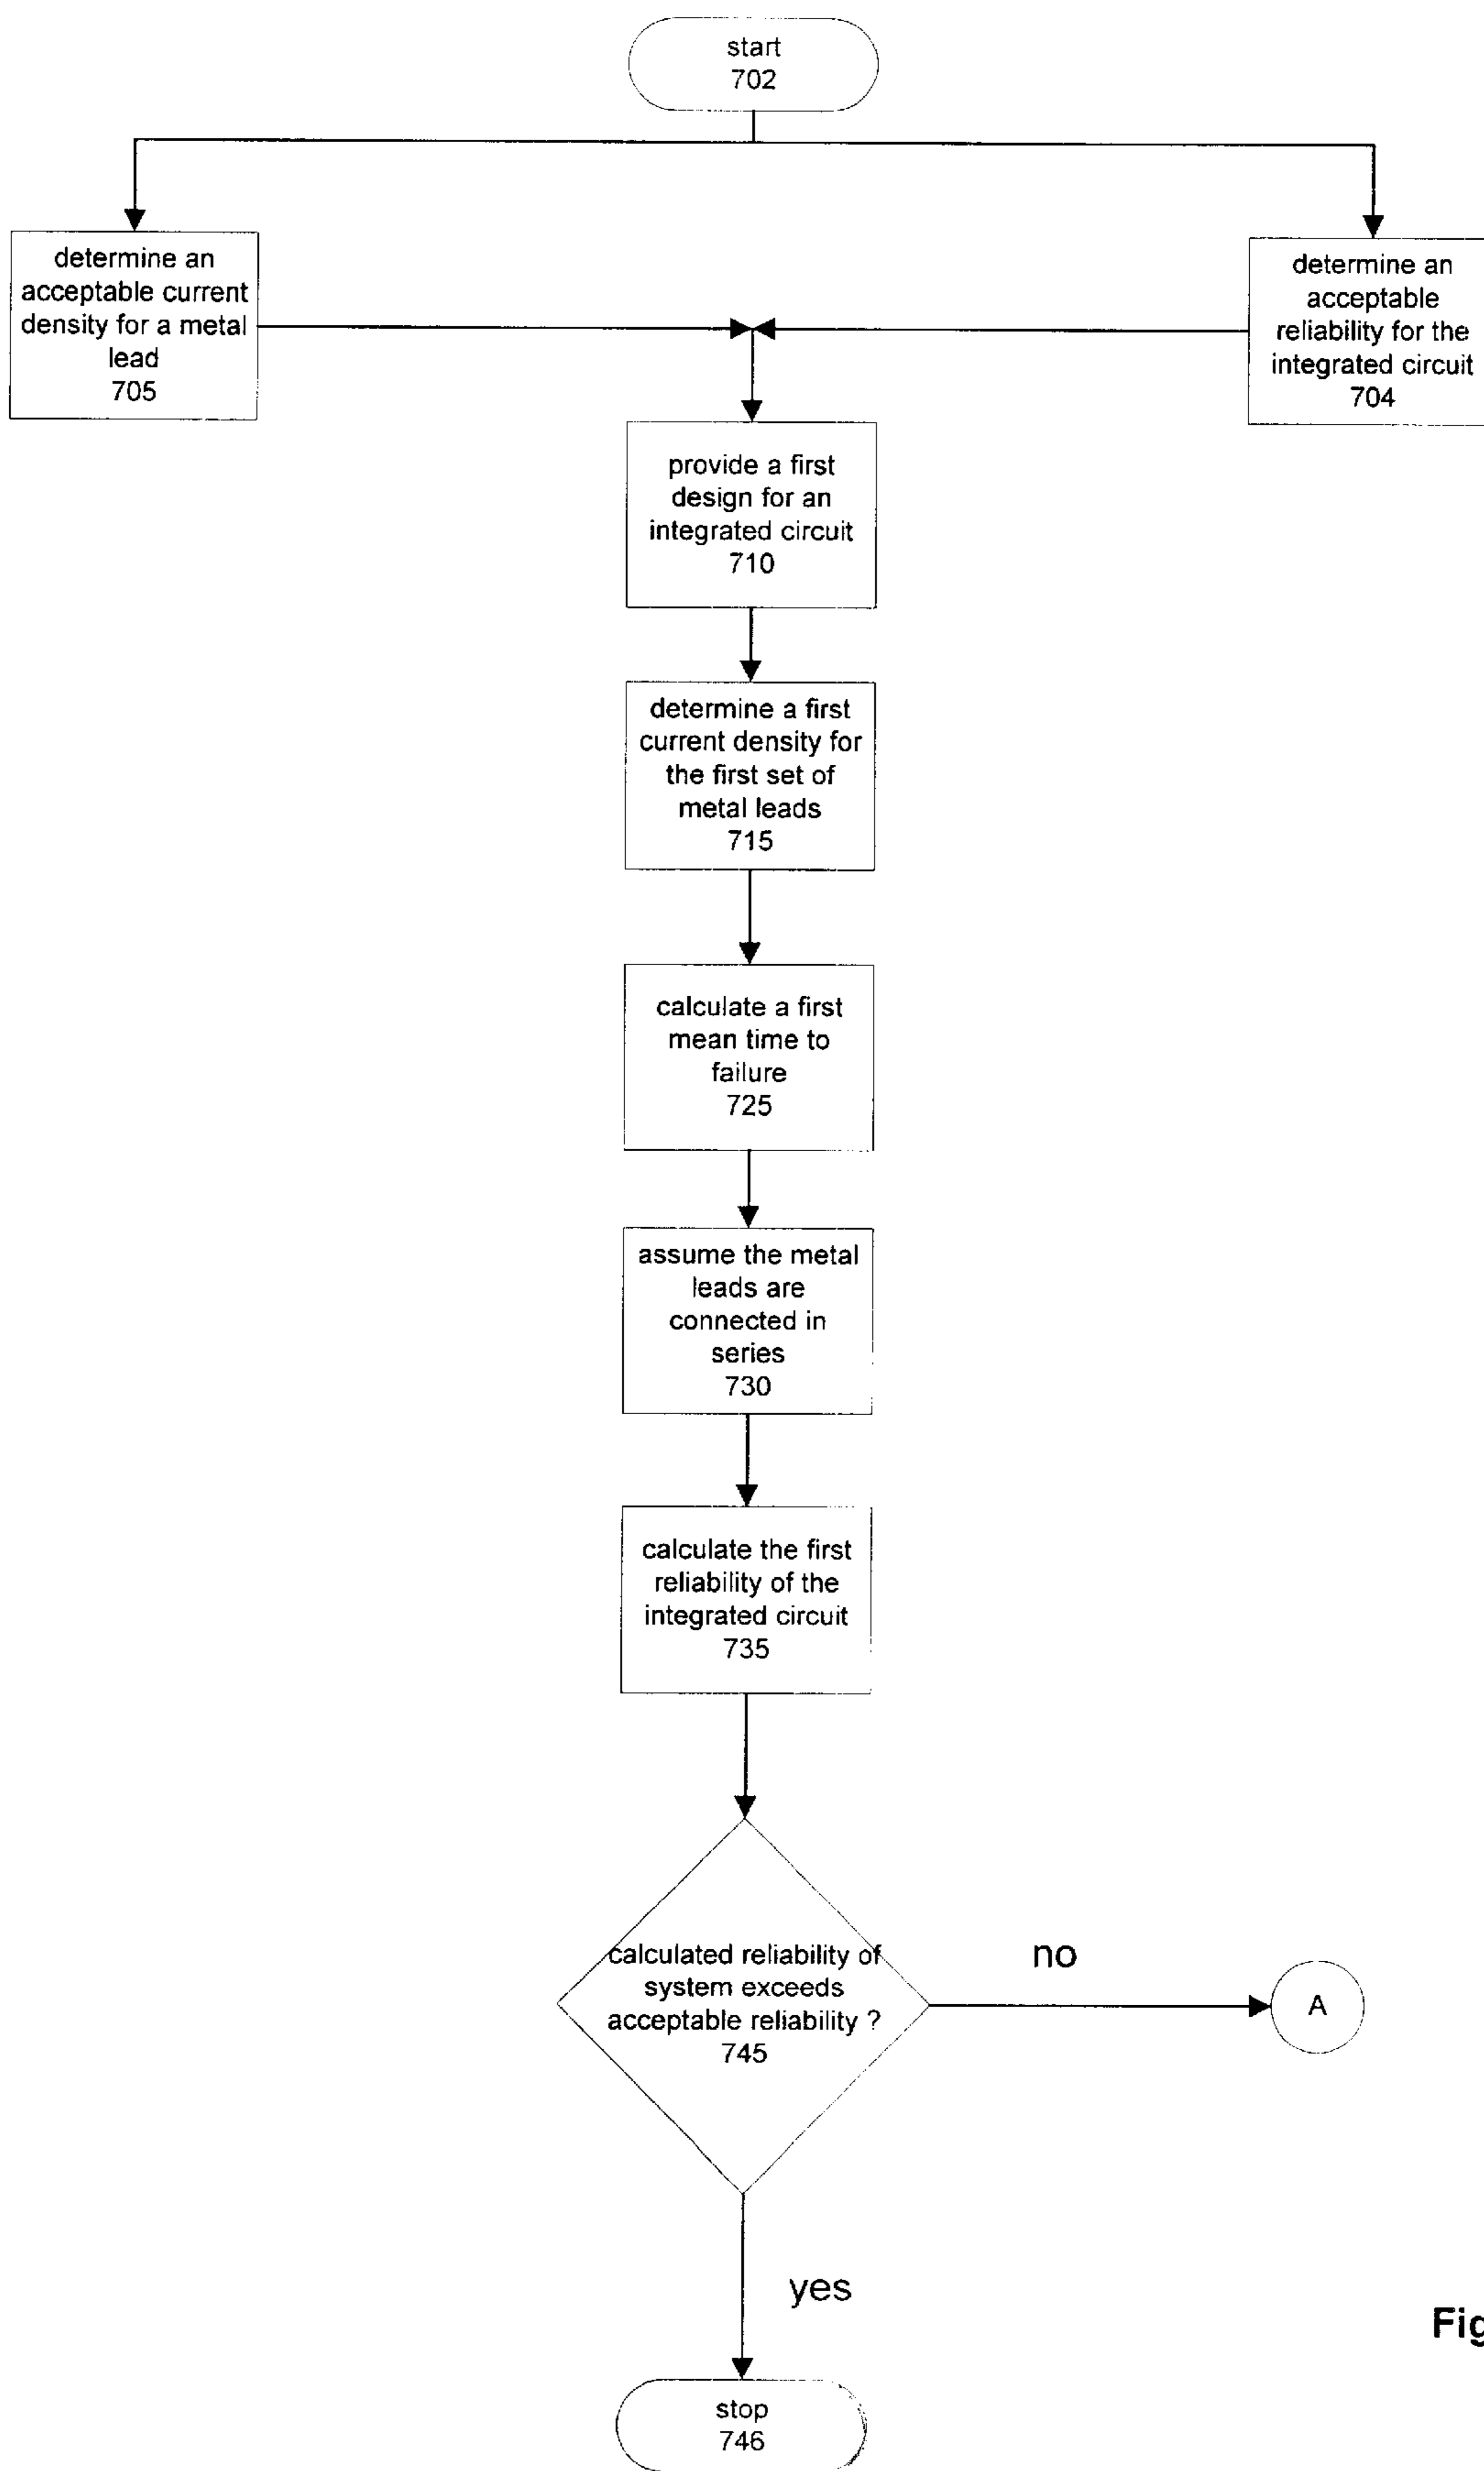 start
702
determine an
acceptable current
density for a metal
lead
705
determine an
acceptable
reliability for the
integrated circuit
704
provide a first
design for an
integrated circuit
710
determine a first
current density for
the first set of
metal leads
715
calculate a first
mean time to
failure
725
assume the metal
leads are
connected in
series
730
calculate the first
reliability of the
integrated circuit
735
calculated reliability of
system exceeds
acceptable reliability ?
745
no
A
yes
Fig
stop
746